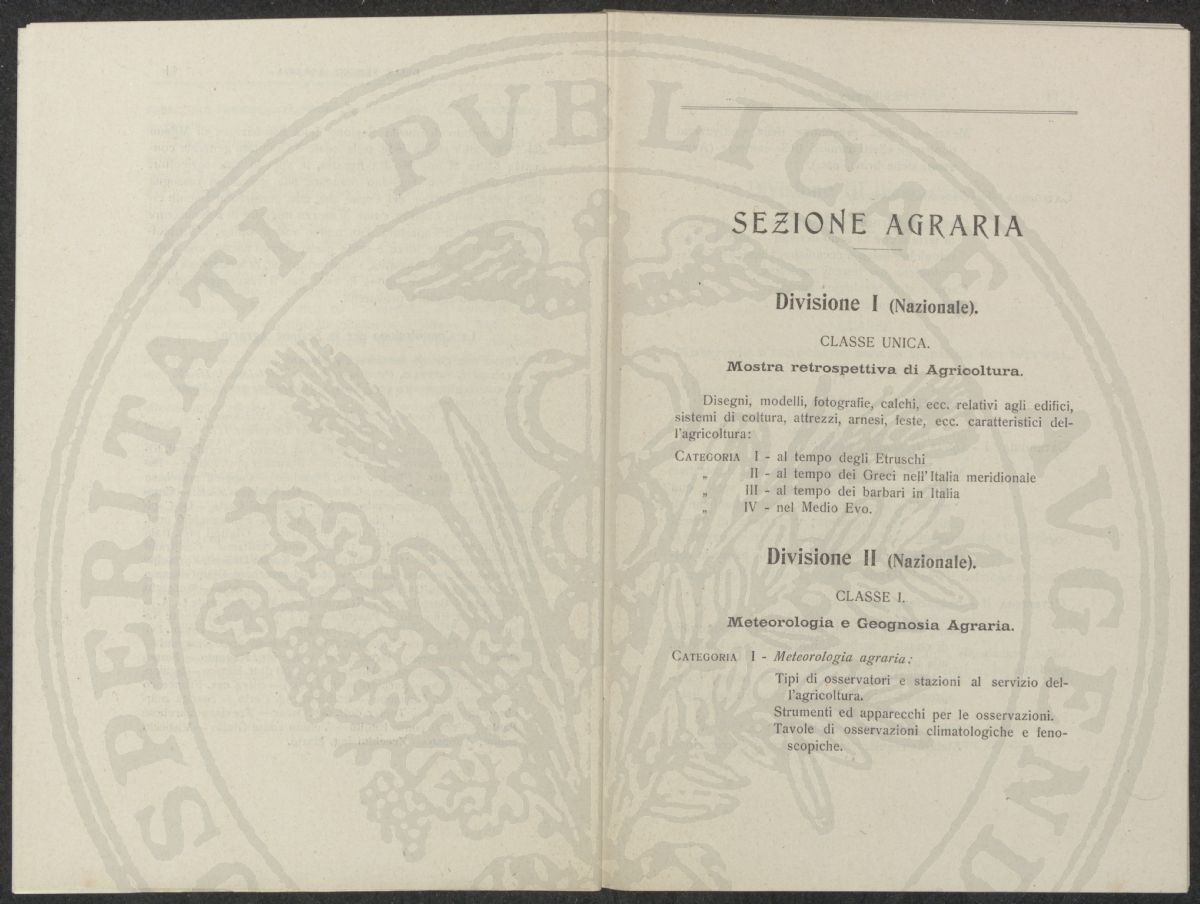 SPERITATI PVBLICAE AVGEND
SEZIONE AGRARIA
Divisione I (Nazionale).
CLASSE UNICA.
Mostra retrospettiva di Agricoltura.
Disegni, modelli, fotografie, calchi, ecc. relativi agli edifici,
sistemi di coltura, attrezzi, arnesi, feste, ecc. caratteristici del-
l'agricoltura:
CATEGORIA I - al tempo degli Etruschi
„ II - al tempo dei Greci nell'Italia meridionale
„ III - al tempo dei barbari in Italia
„ IV - nel Medio Evo.
Divisione II (Nazionale).
CLASSE I.
Meteorologia e Geognosia Agraria.
CATEGORIA I - Meteorologia agraria:
Tipi di osservatori e stazioni al servizio del-
l'agricoltura.
Strumenti ed apparecchi per le osservazioni.
Tavole di osservazioni climatologiche e feno-
scopiche.